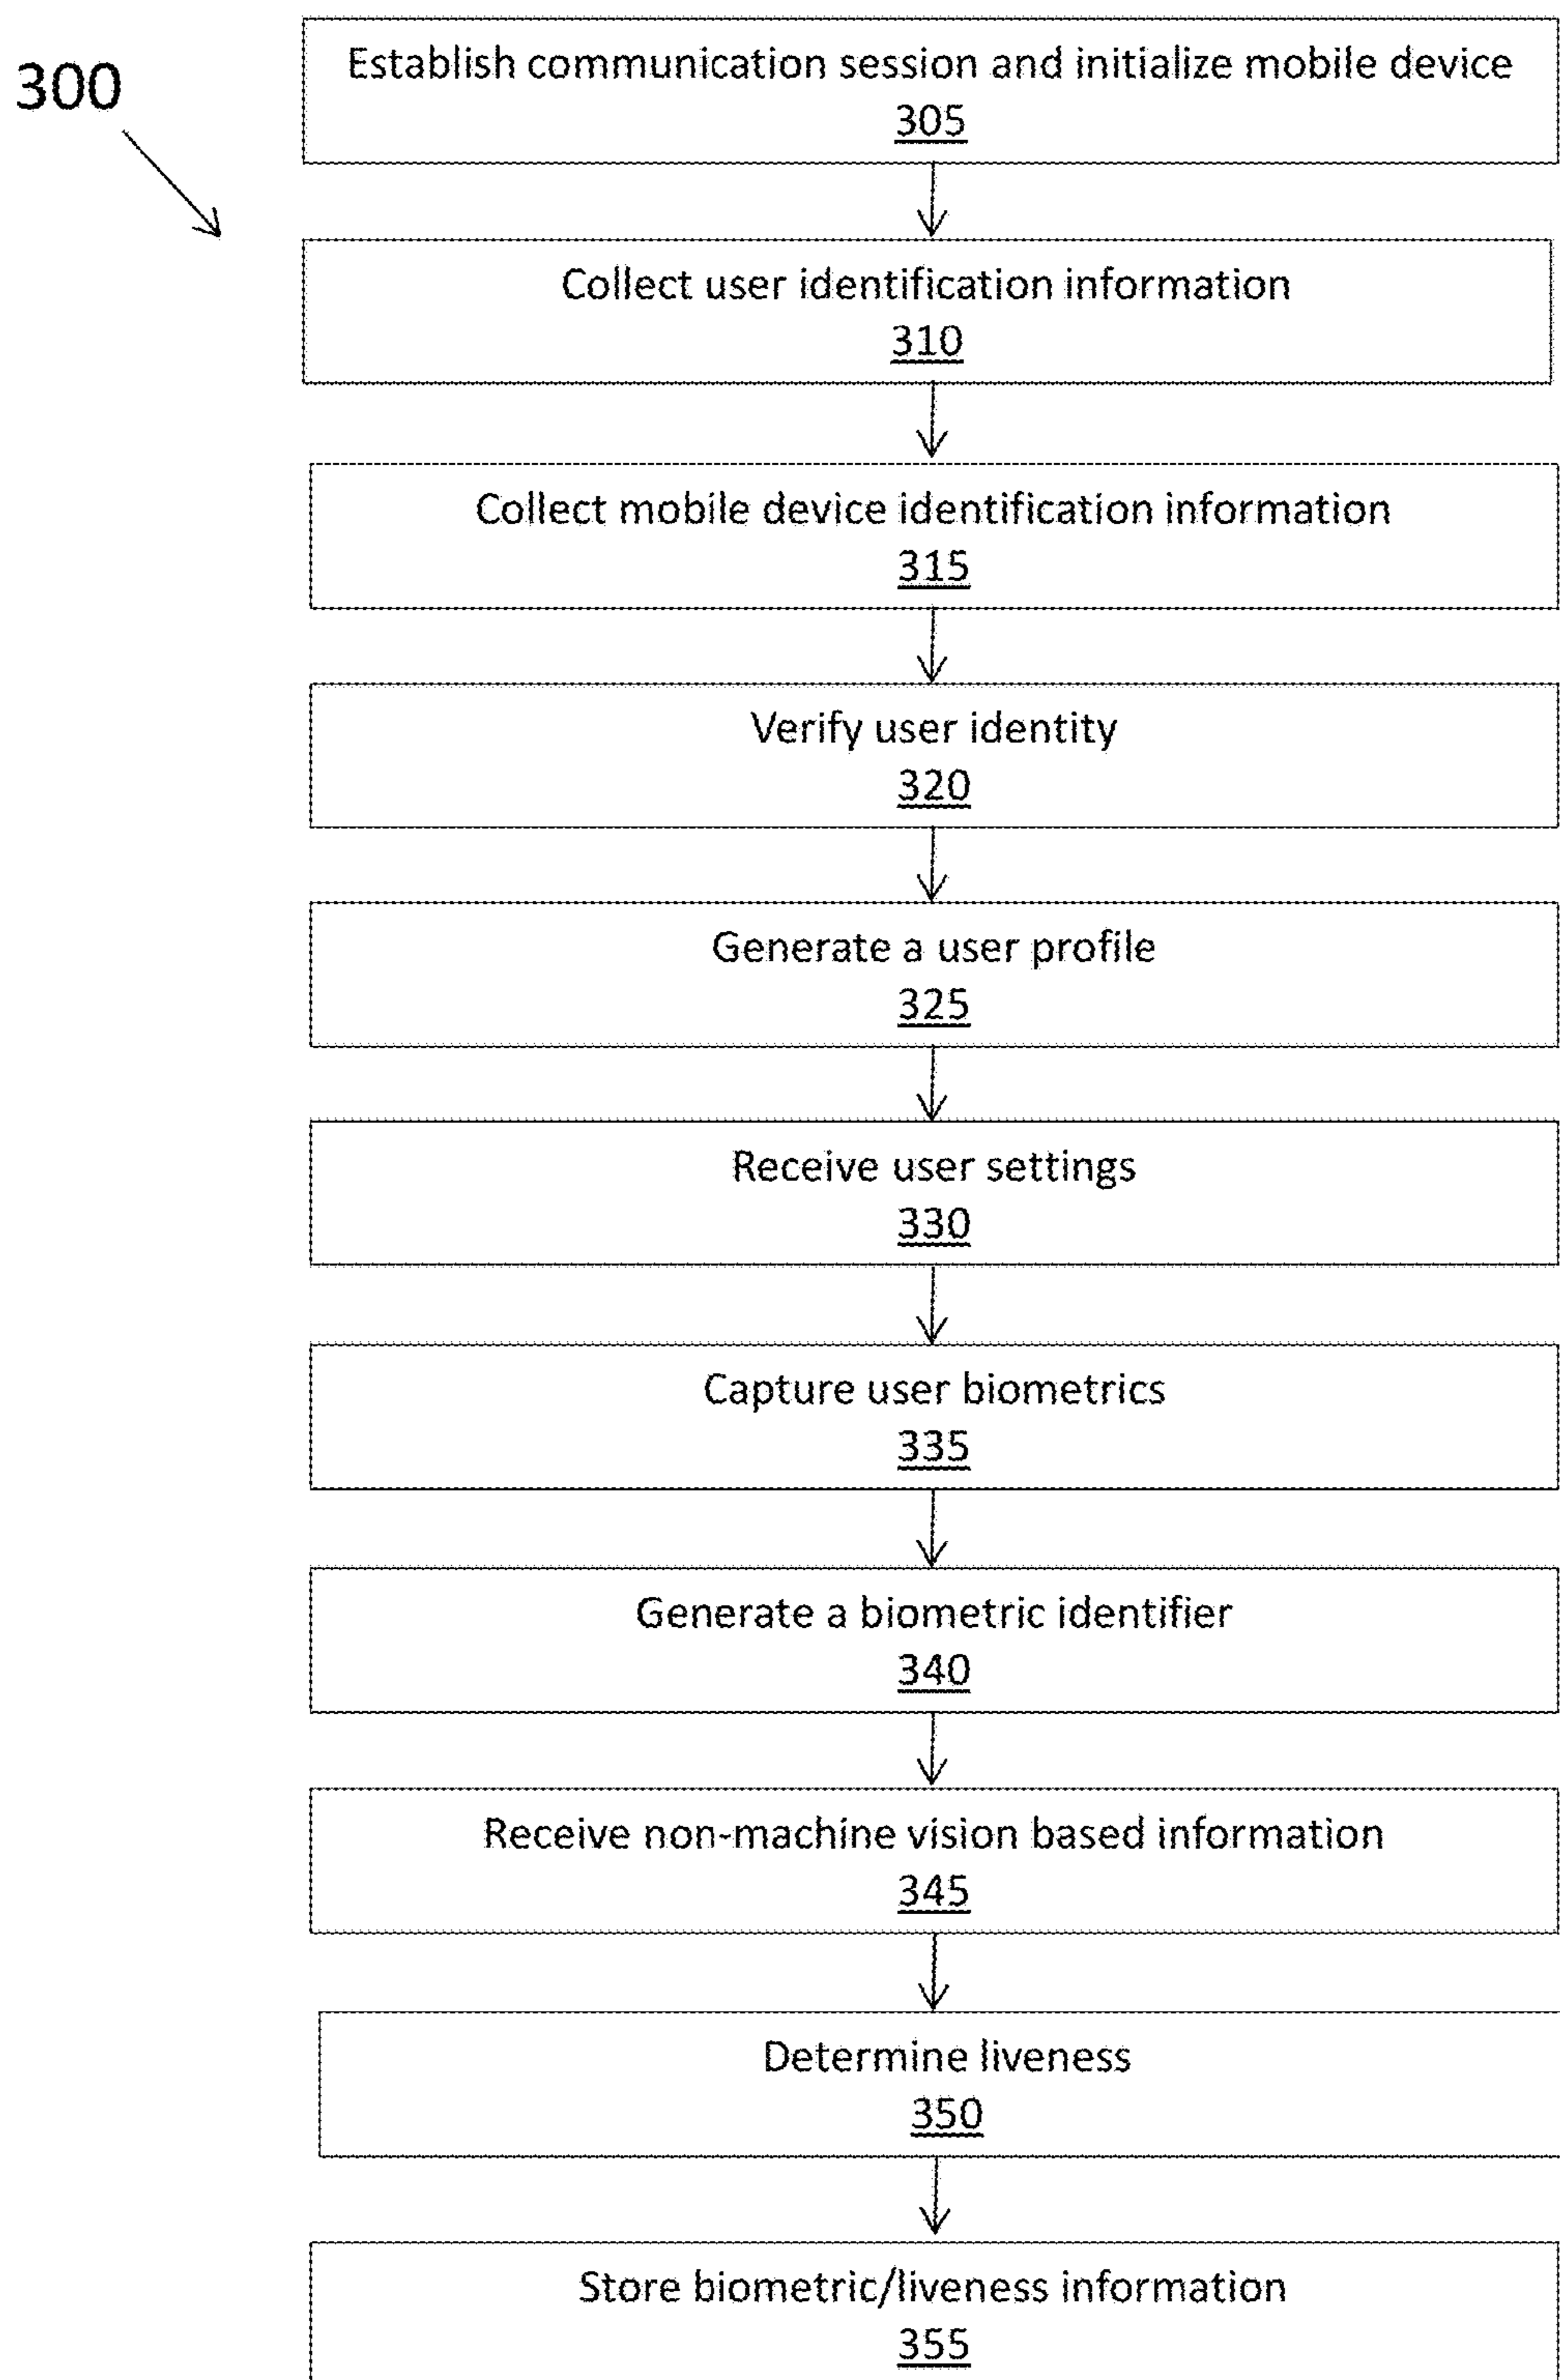 300
Establish communication session and initialize mobile device
305
Collect user identification information
310
Collect mobile device identification information
315
Verify user identity
320
Generate a user profile
325
Receive user settings
330
Capture user biometrics
335
Generate a biometric identifier
340
Receive non-machine vision based information
345
Determine liveness
350
Store biometric/liveness information
355